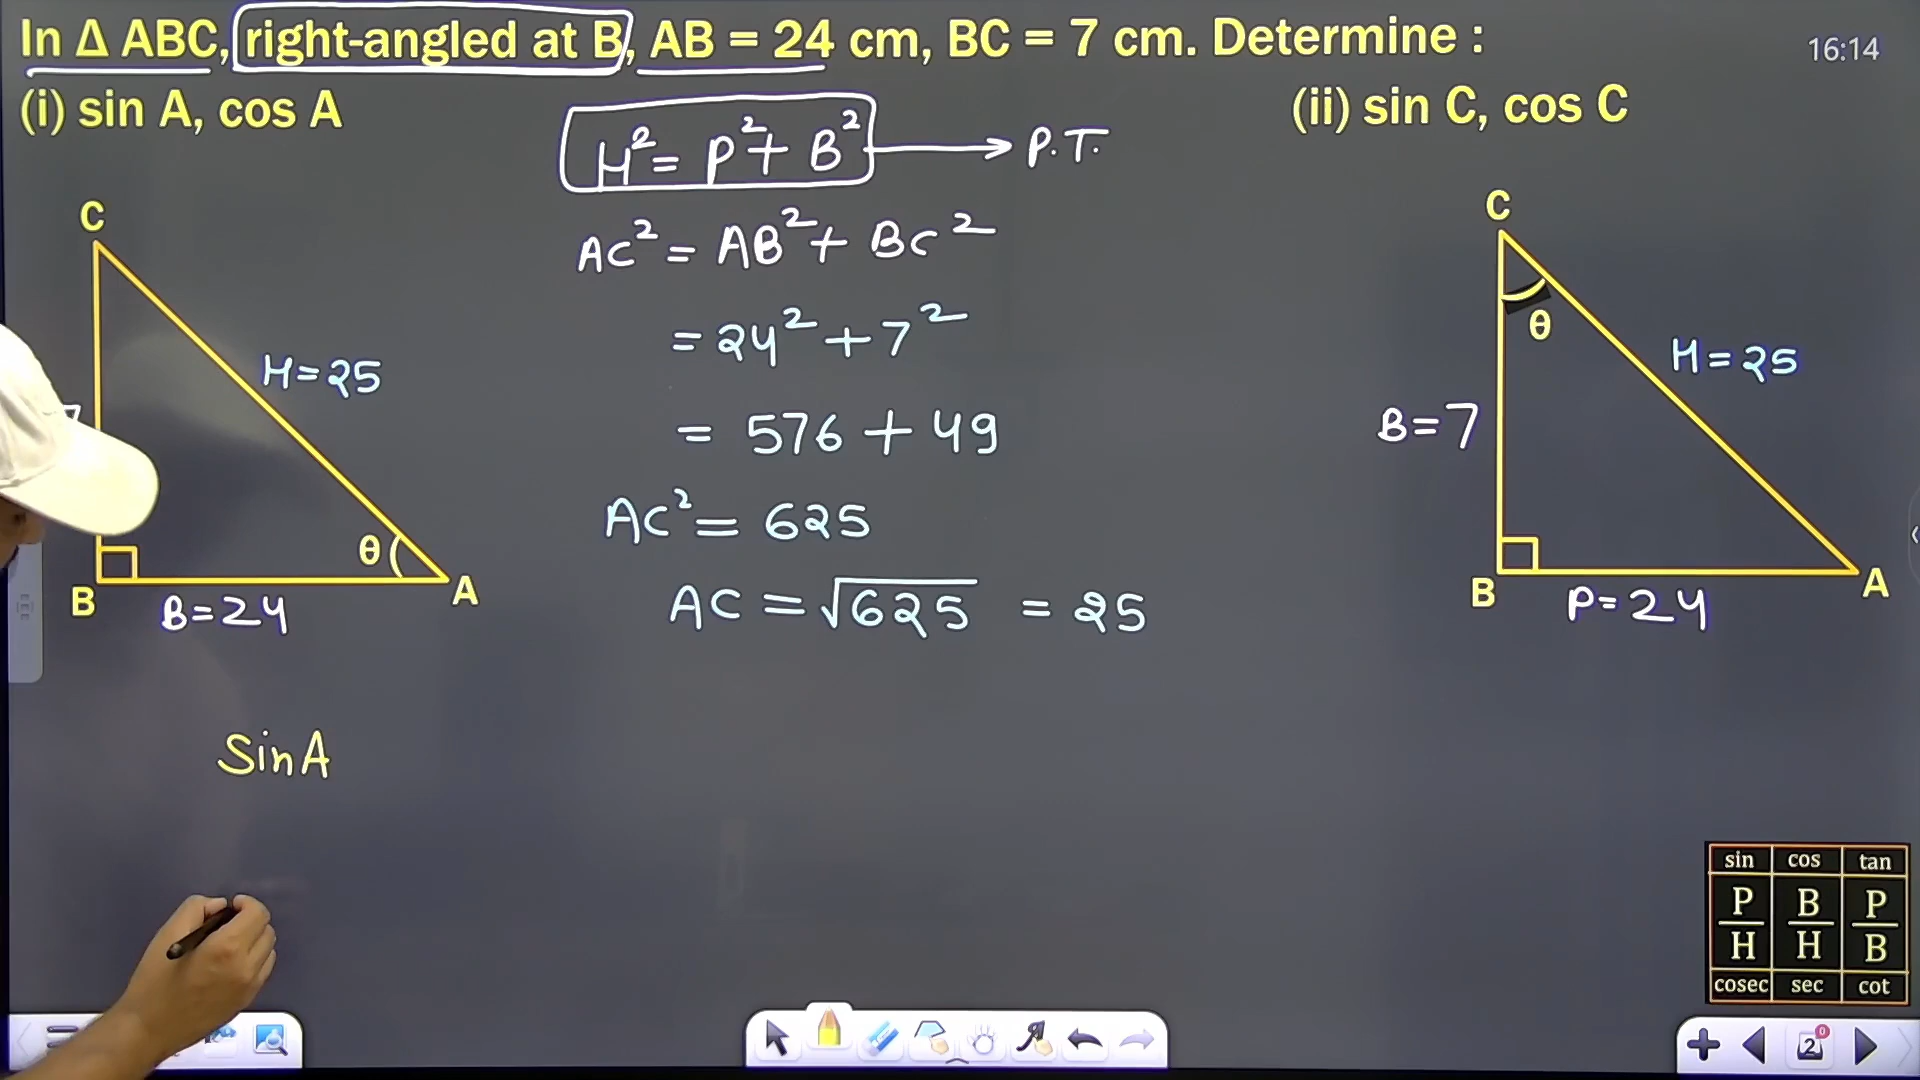 In Δ ABC, right-angled at B, AB = 24 cm, BC = 7 cm. Determine :
16:14
(i) sin A, cos A
(ii) sin C, cos C
H² = P² + B² → P.T.
AC² = AB² + BC²
= 24² + 7²
= 576 + 49
AC² = 625
AC = √625 = 25
C
H = 25
θ
B
A
B = 24
C
θ
H = 25
B = 7
B
A
P = 24
Sin A
sin cos tan
P/H B/H P/B
cosec sec cot
2
0